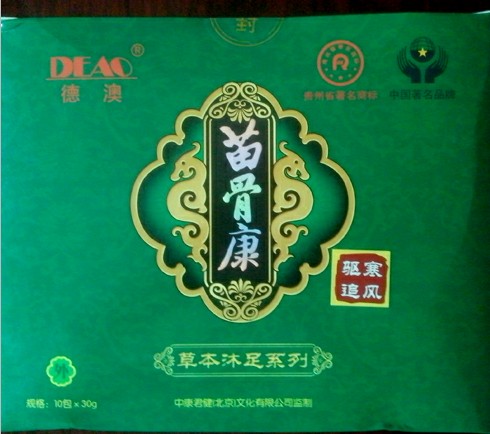 封
DEAO®
德澳
R
贵州省著名商标
中国著名品牌
苗骨康
驱寒
追风
草本沐足系列
外
规格：10包×30g
中康君健(北京)文化有限公司监制